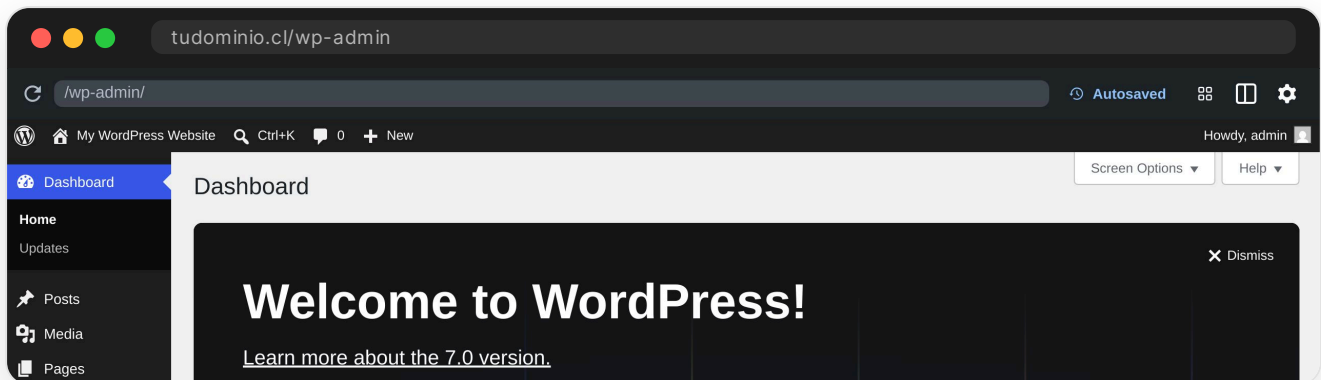 tudominio.cl/wp-admin
/wp-admin/
Autosaved
My WordPress Website
Ctrl+K
0
New
Howdy, admin
Dashboard
Home
Updates
Posts
Media
Pages
Dashboard
Screen Options
Help
Dismiss
Welcome to WordPress!
Learn more about the 7.0 version.